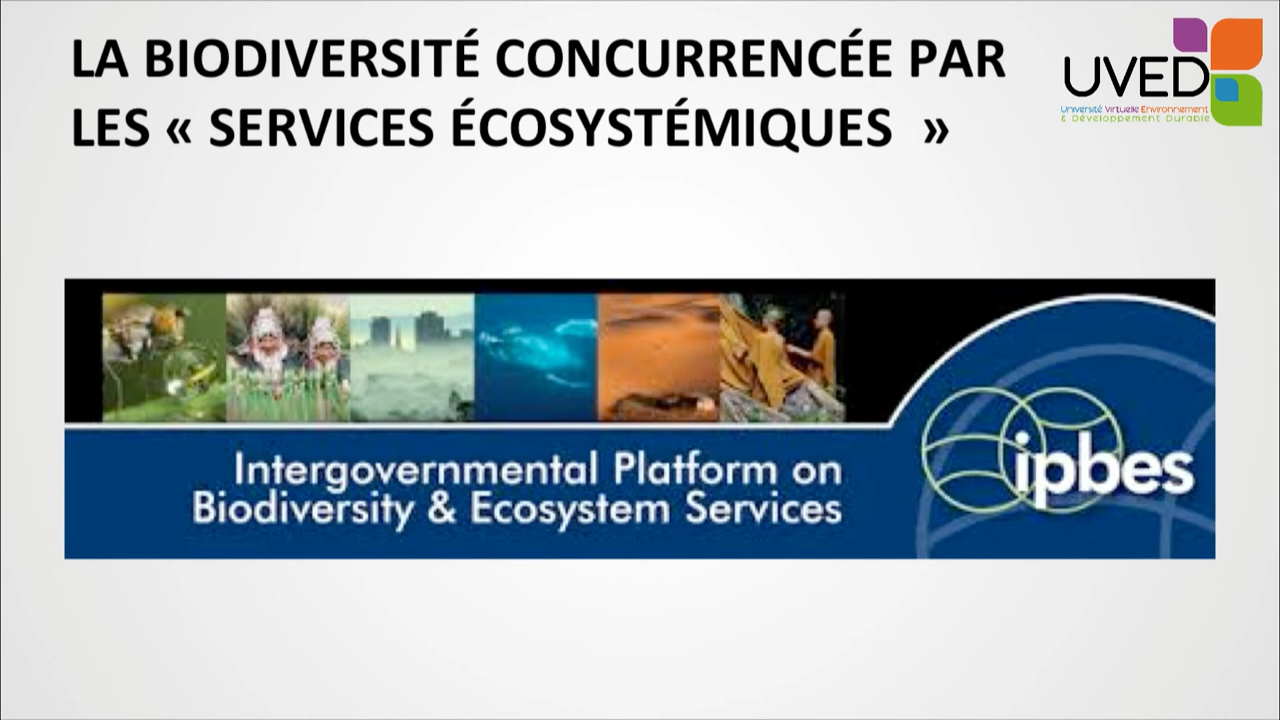 LA BIODIVERSITÉ CONCURRENCÉE PAR
LES « SERVICES ÉCOSYSTÉMIQUES »
UVED
Université Virtuelle Environnement
& Développement Durable
Intergovernmental Platform on
Biodiversity & Ecosystem Services
ipbes